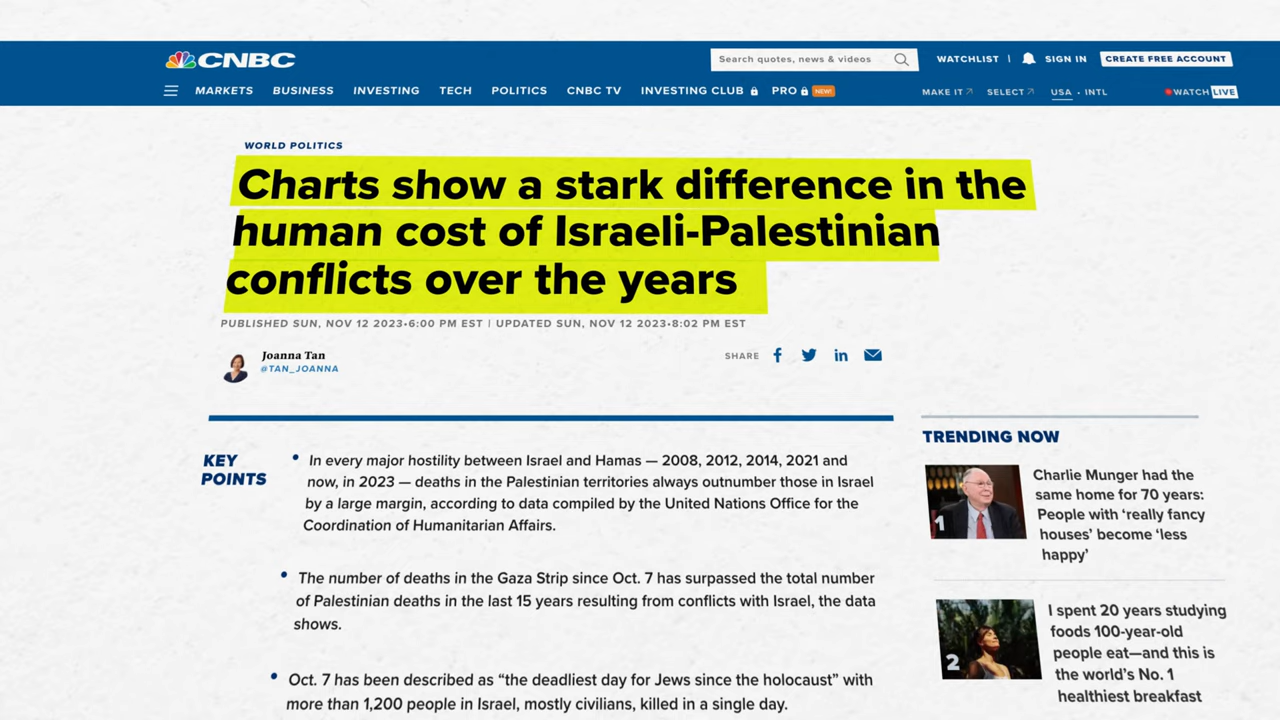 CNBC
Search quotes, news & videos
WATCHLIST | SIGN IN CREATE FREE ACCOUNT
MARKETS BUSINESS INVESTING TECH POLITICS CNBC TV INVESTING CLUB PRO NEW!
MAKE IT↗ SELECT↗ USA • INTL WATCH LIVE
WORLD POLITICS
Charts show a stark difference in the
human cost of Israeli-Palestinian
conflicts over the years
PUBLISHED SUN, NOV 12 2023•6:00 PM EST | UPDATED SUN, NOV 12 2023•8:02 PM EST
Joanna Tan
@TAN_JOANNA
SHARE
KEY
POINTS
• In every major hostility between Israel and Hamas — 2008, 2012, 2014, 2021 and
now, in 2023 — deaths in the Palestinian territories always outnumber those in Israel
by a large margin, according to data compiled by the United Nations Office for the
Coordination of Humanitarian Affairs.
• The number of deaths in the Gaza Strip since Oct. 7 has surpassed the total number
of Palestinian deaths in the last 15 years resulting from conflicts with Israel, the data
shows.
• Oct. 7 has been described as “the deadliest day for Jews since the holocaust” with
more than 1,200 people in Israel, mostly civilians, killed in a single day.
TRENDING NOW
1
Charlie Munger had the
same home for 70 years:
People with ‘really fancy
houses’ become ‘less
happy’
2
I spent 20 years studying
foods 100-year-old
people eat—and this is
the world’s No. 1
healthiest breakfast